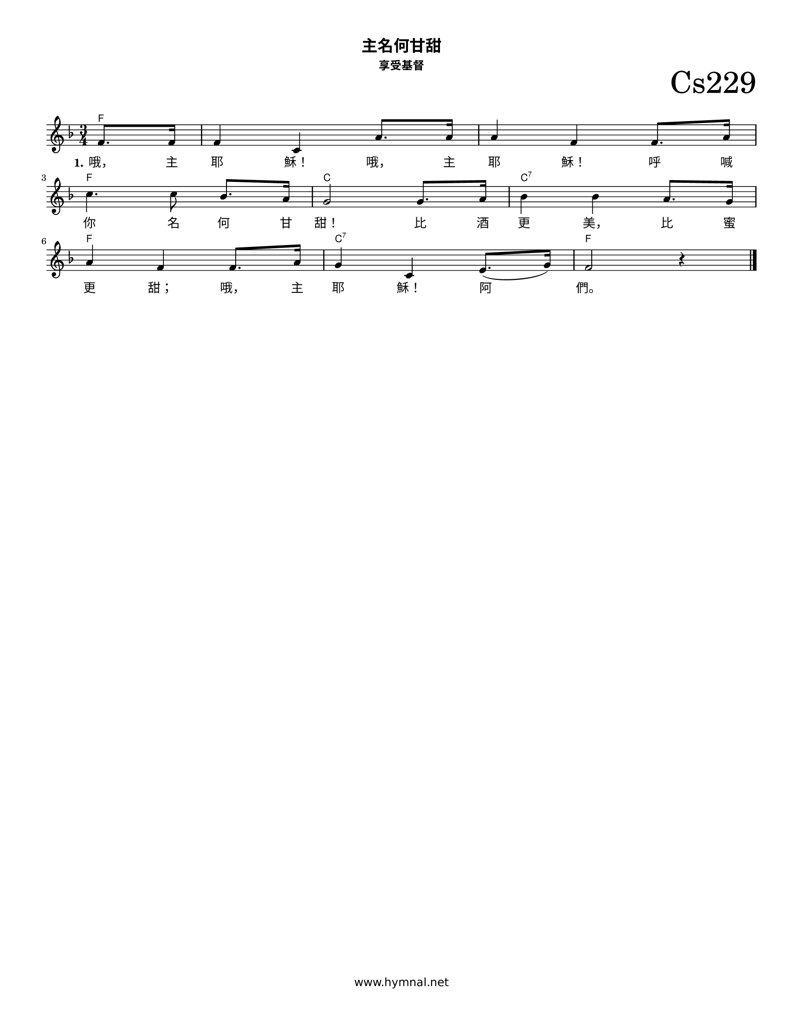 主名何甘甜
享受基督
Cs229
F
1. 哦， 主 耶 穌！ 哦， 主 耶 穌！ 呼 喊
3 F C C7
你 名 何 甘 甜！ 比 酒 更 美， 比 蜜
6 F C7 F
更 甜； 哦， 主 耶 穌！ 阿 們。
www.hymnal.net